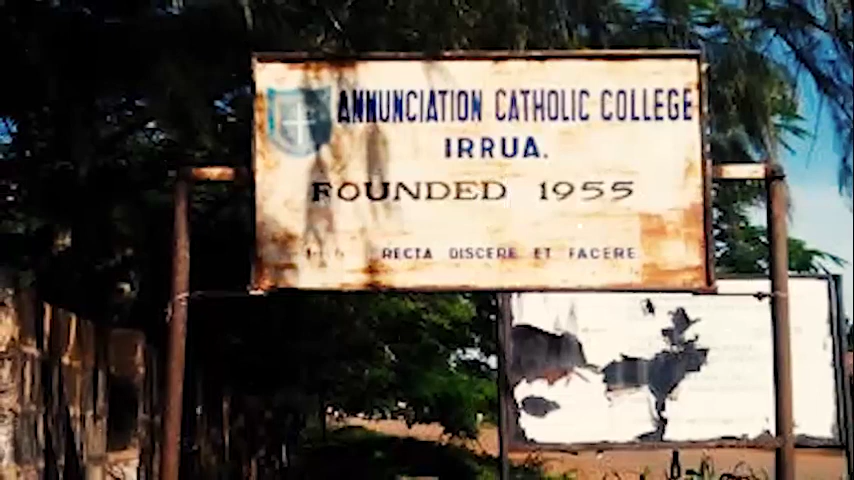 ANNUNCIATION CATHOLIC COLLEGE
IRRUA.
FOUNDED 1955
RECTA DISCERE ET FACERE